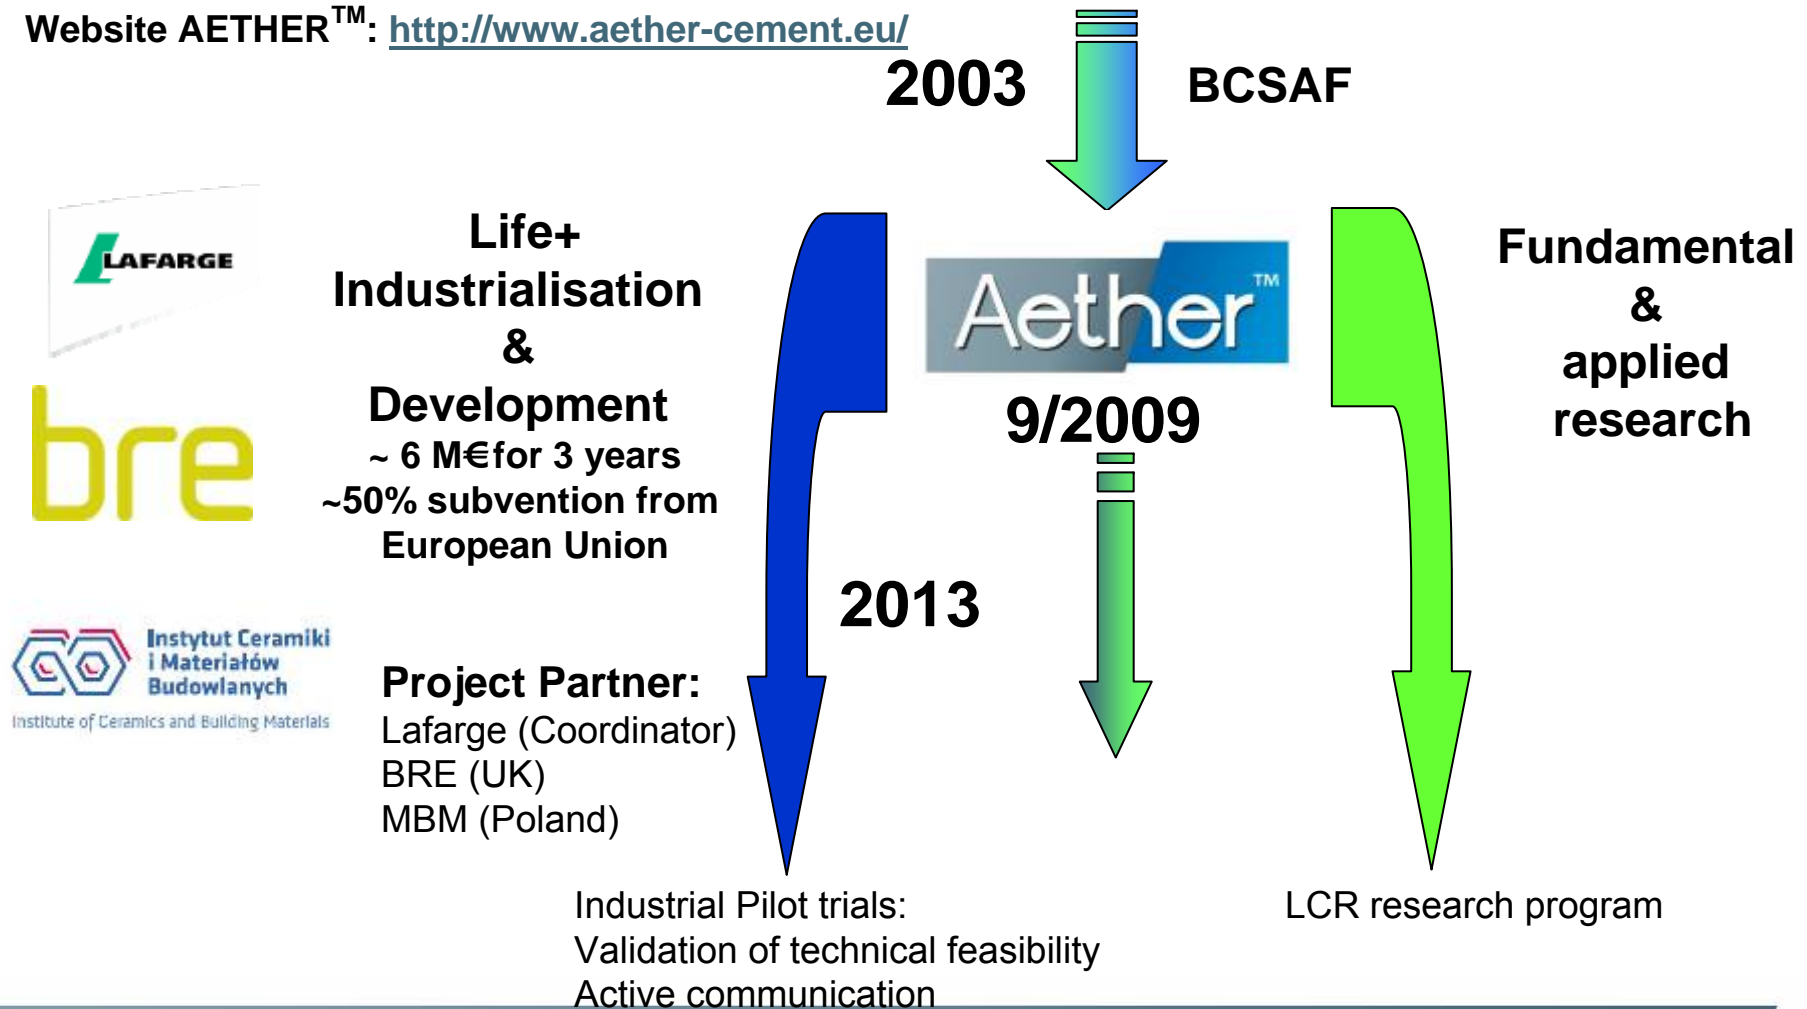 Website AETHER™: http://www.aether-cement.eu/
2003
BCSAF
LAFARGE
bre
Instytut Ceramiki
i Materiałów
Budowlanych
Institute of Ceramics and Building Materials
Life+
Industrialisation
&
Development
~ 6 M€for 3 years
~50% subvention from
European Union
Project Partner:
Lafarge (Coordinator)
BRE (UK)
MBM (Poland)
Aether™
9/2009
2013
Fundamental
&
applied
research
Industrial Pilot trials:
Validation of technical feasibility
Active communication
LCR research program